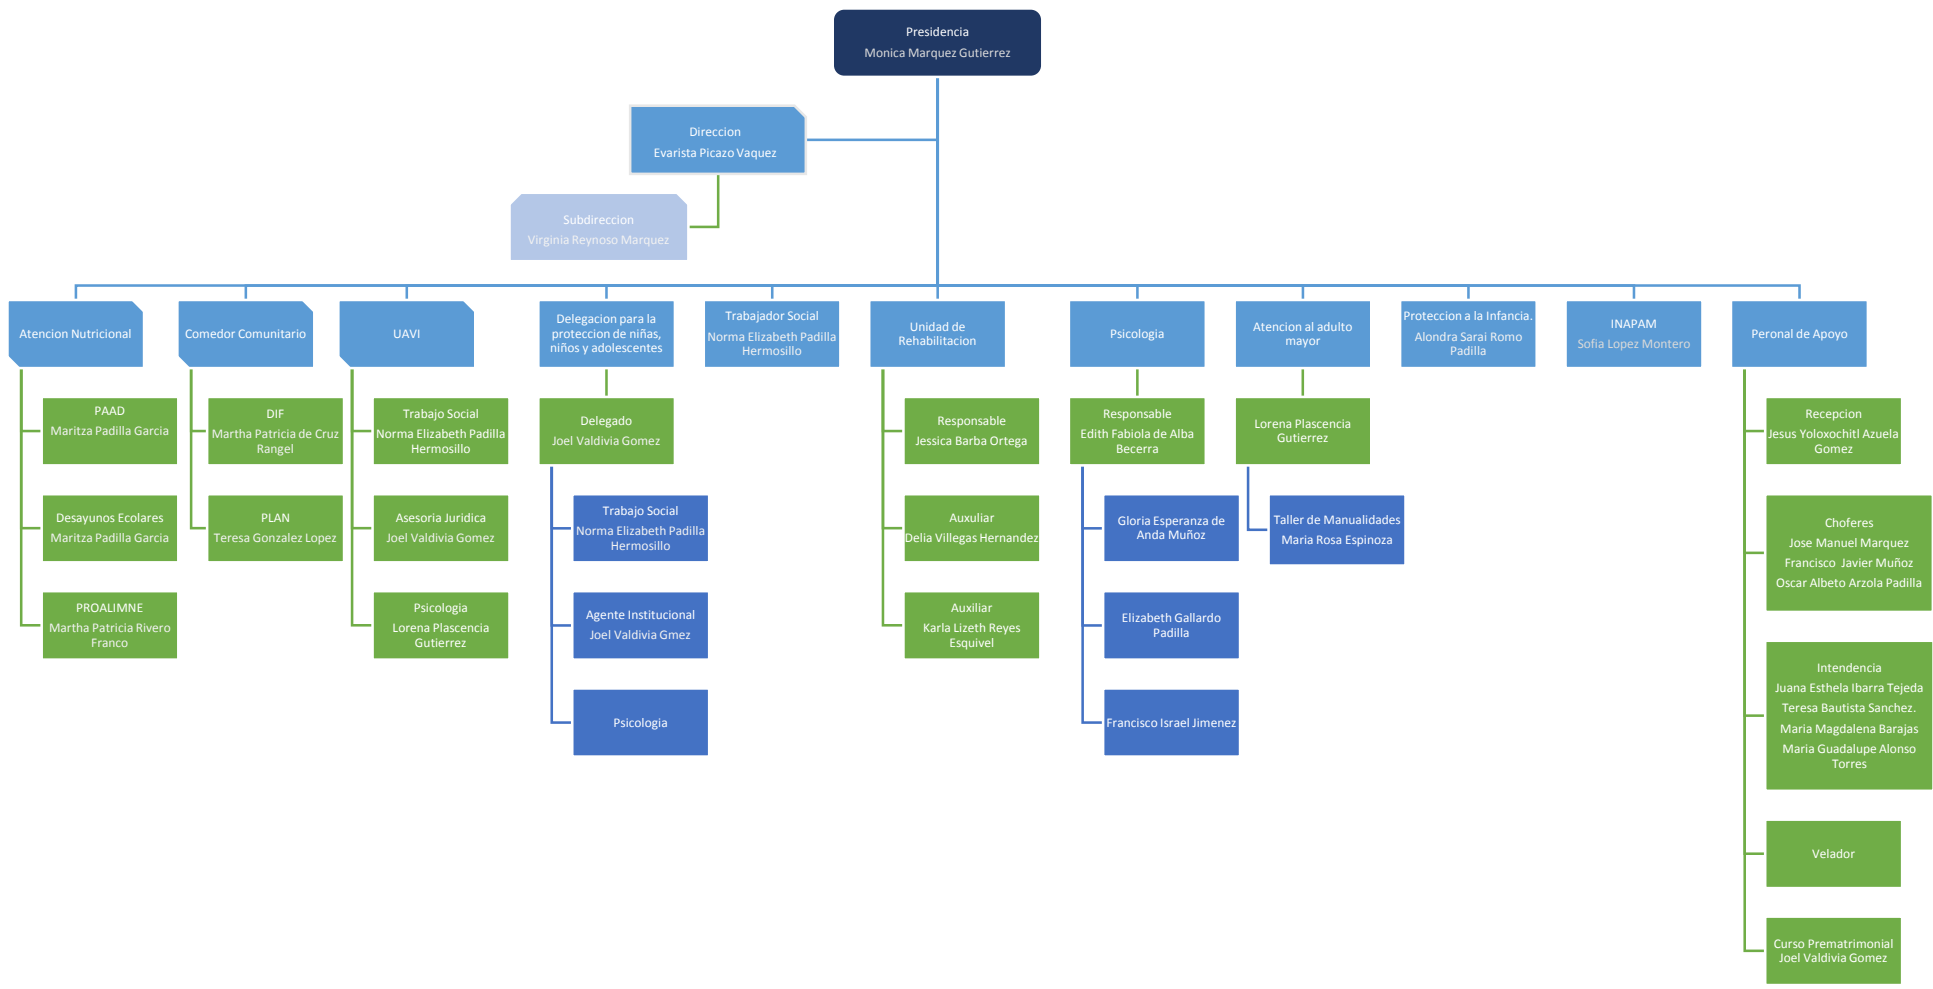 Presidencia
Monica Marquez Gutierrez
Direccion
Evarista Picazo Vaquez
Subdireccion
Virginia Reynoso Marquez
Atencion Nutricional
PAAD
Maritza Padilla Garcia
Desayunos Ecolares
Maritza Padilla Garcia
PROALIMNE
Martha Patricia Rivero
Franco
Comedor Comunitario
DIF
Martha Patricia de Cruz
Rangel
PLAN
Teresa Gonzalez Lopez
UAVI
Trabajo Social
Norma Elizabeth Padilla
Hermosillo
Asesoria Juridica
Joel Valdivia Gomez
Psicologia
Lorena Plascencia
Gutierrez
Delegacion para la
proteccion de niñas,
niños y adolescentes
Delegado
Joel Valdivia Gomez
Trabajo Social
Norma Elizabeth Padilla
Hermosillo
Agente Institucional
Joel Valdivia Gmez
Psicologia
Trabajador Social
Norma Elizabeth Padilla
Hermosillo
Unidad de
Rehabilitacion
Responsable
Jessica Barba Ortega
Auxuliar
Delia Villegas Hernandez
Auxiliar
Karla Lizeth Reyes
Esquivel
Psicologia
Responsable
Edith Fabiola de Alba
Becerra
Gloria Esperanza de
Anda Muñoz
Elizabeth Gallardo
Padilla
Francisco Israel Jimenez
Atencion al adulto
mayor
Lorena Plascencia
Gutierrez
Taller de Manualidades
Maria Rosa Espinoza
Proteccion a la Infancia.
Alondra Sarai Romo
Padilla
INAPAM
Sofia Lopez Montero
Peronal de Apoyo
Recepcion
Jesus Yoloxochitl Azuela
Gomez
Choferes
Jose Manuel Marquez
Francisco  Javier Muñoz
Oscar Albeto Arzola Padilla
Intendencia
Juana Esthela Ibarra Tejeda
Teresa Bautista Sanchez.
Maria Magdalena Barajas
Maria Guadalupe Alonso
Torres
Velador
Curso Prematrimonial
Joel Valdivia Gomez